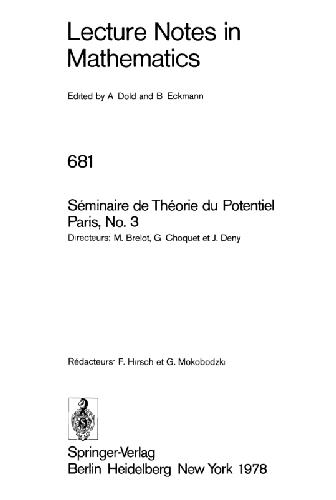 Lecture Notes in
Mathematics
Edited by A. Dold and B. Eckmann
681
Séminaire de Théorie du Potentiel
Paris, No. 3
Directeurs: M. Brelot, G. Choquet et J. Deny
Rédacteurs: F. Hirsch et G. Mokobodzki
Springer-Verlag
Berlin Heidelberg New York 1978